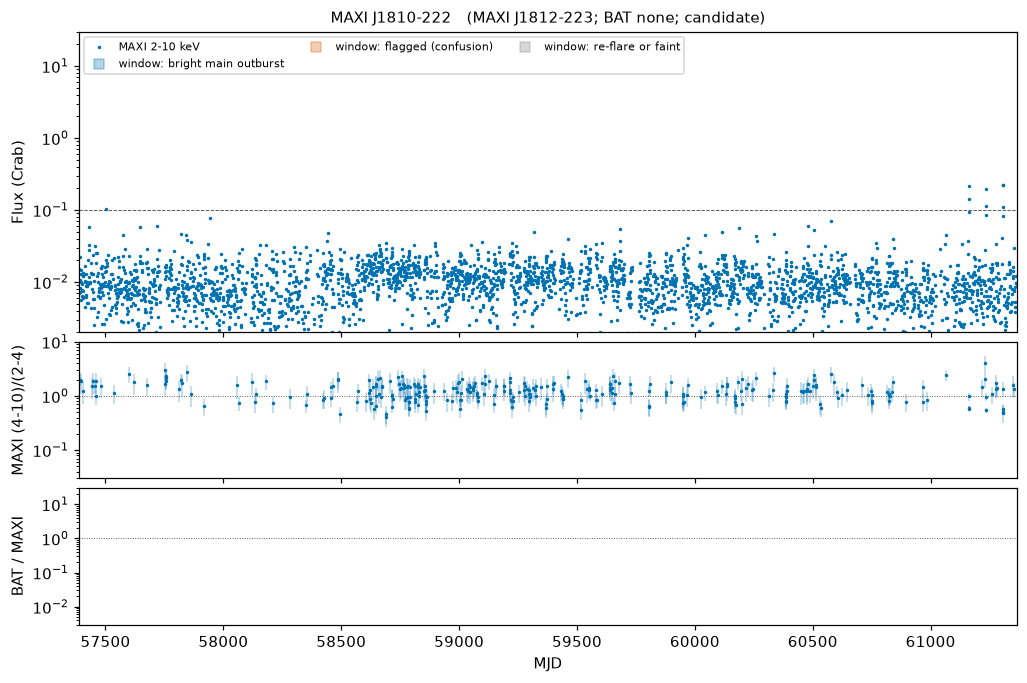 MAXI J1810-222 (MAXI J1812-223; BAT none; candidate)
MAXI 2-10 keV
window: bright main outburst
window: flagged (confusion)
window: re-flare or faint
Flux (Crab)
10¹
10⁰
10⁻¹
10⁻²
MAXI (4-10)/(2-4)
10¹
10⁰
10⁻¹
BAT / MAXI
10¹
10⁰
10⁻¹
10⁻²
57500 58000 58500 59000 59500 60000 60500 61000
MJD